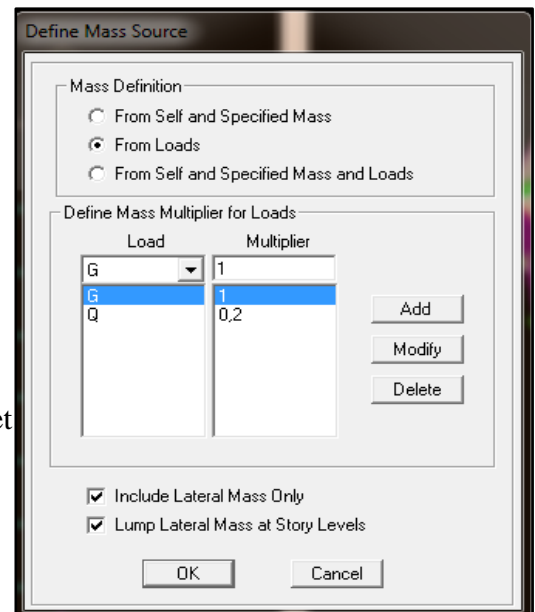 Define Mass Source
Mass Definition
From Self and Specified Mass
From Loads
From Self and Specified Mass and Loads
Define Mass Multiplier for Loads
Load Multiplier
G 1
G 1
Q 0,2
Add
Modify
Delete
et
Include Lateral Mass Only
Lump Lateral Mass at Story Levels
OK Cancel